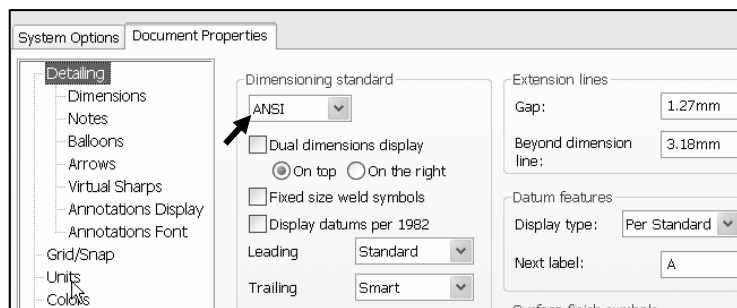 System Options Document Properties
Detailing
Dimensions
Notes
Balloons
Arrows
Virtual Sharps
Annotations Display
Annotations Font
Grid/Snap
Units
Colors
Dimensioning standard
ANSI
Dual dimensions display
On top On the right
Fixed size weld symbols
Display datums per 1982
Leading Standard
Trailing Smart
Extension lines
Gap: 1.27mm
Beyond dimension line: 3.18mm
Datum features
Display type: Per Standard
Next label: A
Surface finish symbols